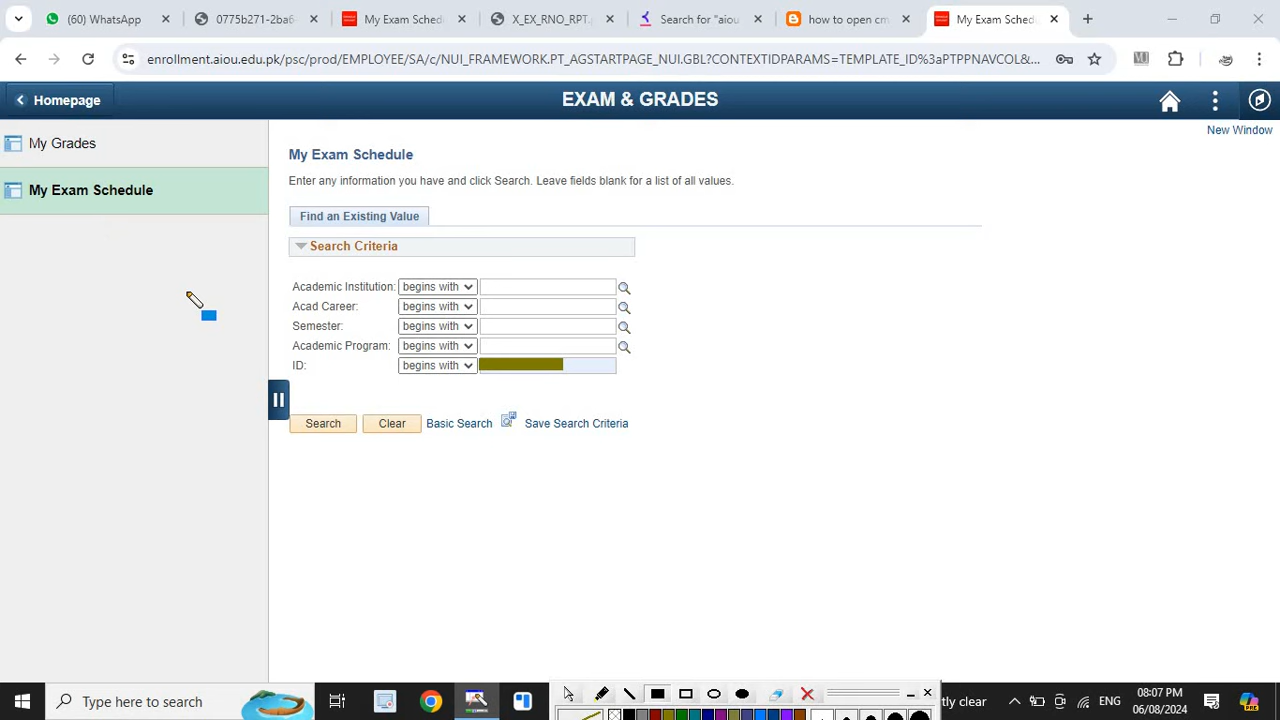 (60) WhatsApp
0775b271-2ba6
My Exam Sched
X_EX_RNO_RPT.
Search for "aiou
how to open cm
My Exam Sched
enrollment.aiou.edu.pk/psc/prod/EMPLOYEE/SA/c/NUI_FRAMEWORK.PT_AGSTARTPAGE_NUI.GBL?CONTEXTIDPARAMS=TEMPLATE_ID%3aPTPPNAVCOL&...
Homepage
EXAM & GRADES
New Window
My Grades
My Exam Schedule
My Exam Schedule
Enter any information you have and click Search. Leave fields blank for a list of all values.
Find an Existing Value
Search Criteria
Academic Institution: begins with
Acad Career: begins with
Semester: begins with
Academic Program: begins with
ID: begins with
Search Clear Basic Search Save Search Criteria
Type here to search
tly clear
ENG
08:07 PM
06/08/2024
PRE